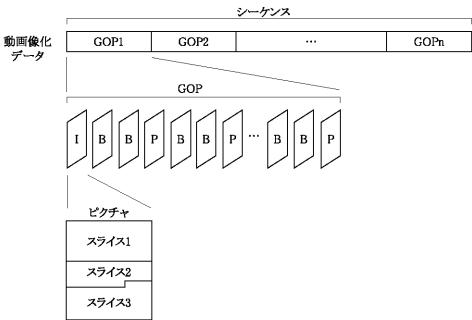 シーケンス
動画像化
データ
GOP1 GOP2 … GOPn
GOP
I B B P B B P … B B P
ピクチャ
スライス1
スライス2
スライス3